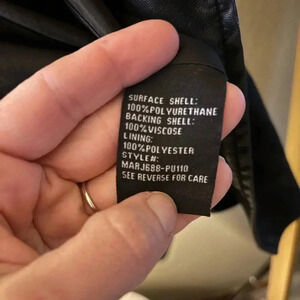 SURFACE SHELL:
100%POLYURETHANE
BACKING SHELL:
100%VISCOSE
LINING:
100%POLYESTER
STYLE#:
MARJ688-PU110
SEE REVERSE FOR CARE